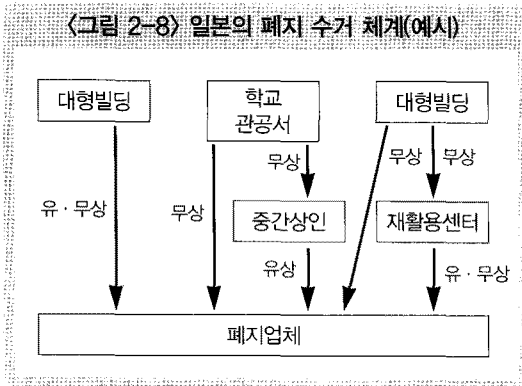 〈그림 2-8〉 일본의 폐지 수거 체계(예시)
대형빌딩
학교
관공서
대형빌딩
무상
무상
부상
유·무상
무상
중간상인
재활용센터
유상
유·무상
폐지업체